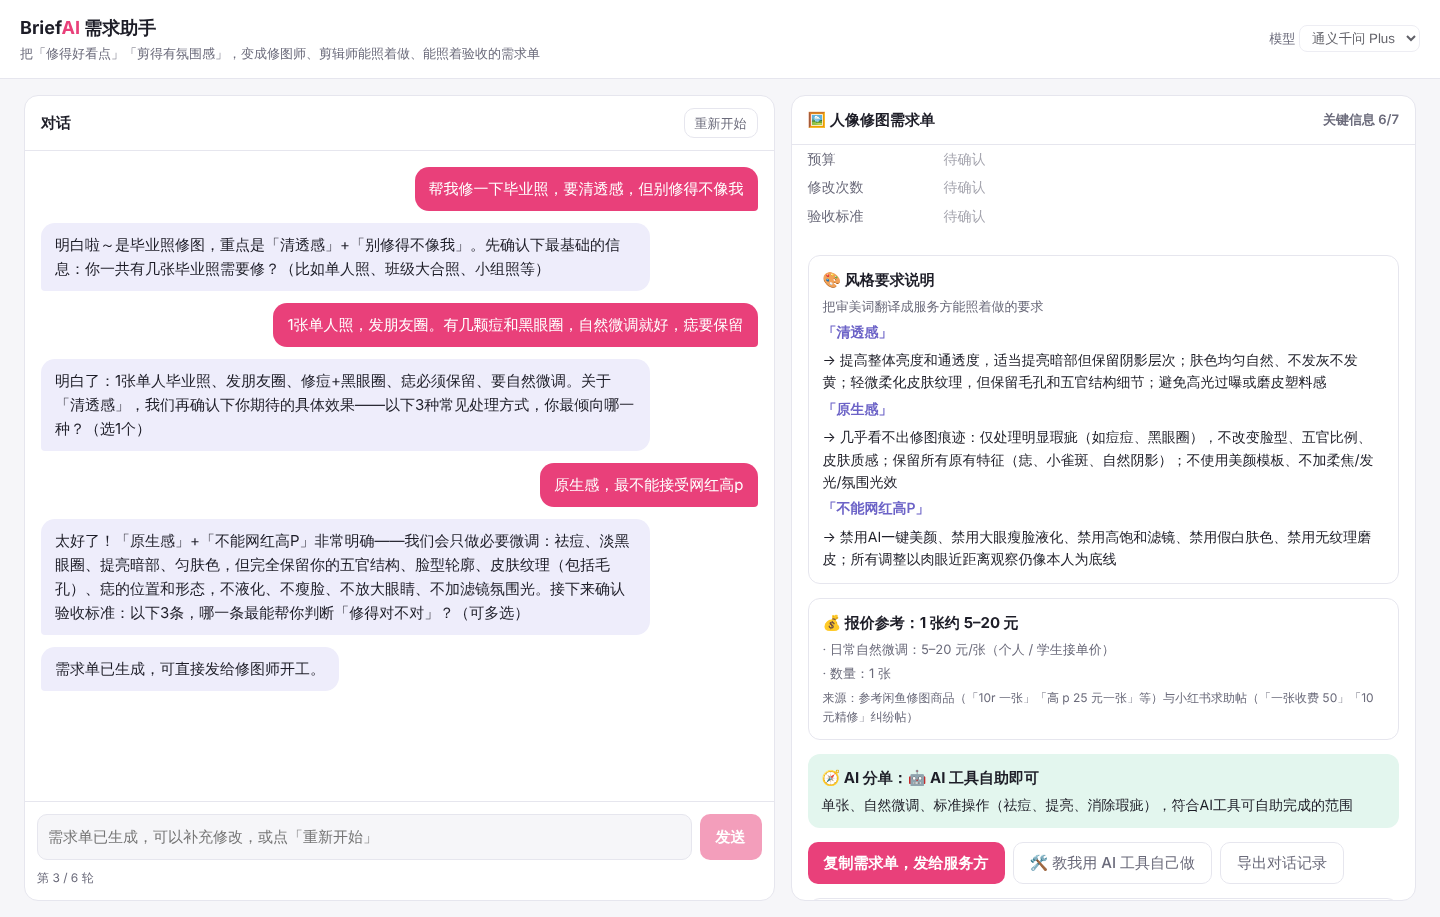 BriefAI 需求助手
把「修得好看点」「剪得有氛围感」，变成修图师、剪辑师能照着做、能照着验收的需求单
模型 通义千问 Plus
对话
重新开始
帮我修一下毕业照，要清透感，但别修得不像我
明白啦～是毕业照修图，重点是「清透感」+「别修得不像我」。先确认下最基础的信
息：你一共有几张毕业照需要修？（比如单人照、班级大合照、小组照等）
1张单人照，发朋友圈。有几颗痘和黑眼圈，自然微调就好，痣要保留
明白了：1张单人毕业照、发朋友圈、修痘+黑眼圈、痣必须保留、要自然微调。关于
「清透感」，我们再确认下你期待的具体效果——以下3种常见处理方式，你最倾向哪一
种？（选1个）
原生感，最不能接受网红高p
太好了！「原生感」+「不能网红高P」非常明确——我们会只做必要微调：祛痘、淡黑
眼圈、提亮暗部、匀肤色，但完全保留你的五官结构、脸型轮廓、皮肤纹理（包括毛
孔）、痣的位置和形态，不液化、不瘦脸、不放大眼睛、不加滤镜氛围光。接下来确认
验收标准：以下3条，哪一条最能帮你判断「修得对不对」？（可多选）
需求单已生成，可直接发给修图师开工。
需求单已生成，可以补充修改，或点「重新开始」
发送
第 3 / 6 轮
🖼️ 人像修图需求单
关键信息 6/7
预算 待确认
修改次数 待确认
验收标准 待确认
🎨 风格要求说明
把审美词翻译成服务方能照着做的要求
「清透感」
→ 提高整体亮度和通透度，适当提亮暗部但保留阴影层次；肤色均匀自然、不发灰不发
黄；轻微柔化皮肤纹理，但保留毛孔和五官结构细节；避免高光过曝或磨皮塑料感
「原生感」
→ 几乎看不出修图痕迹：仅处理明显瑕疵（如痘痘、黑眼圈），不改变脸型、五官比例、
皮肤质感；保留所有原有特征（痣、小雀斑、自然阴影）；不使用美颜模板、不加柔焦/发
光/氛围光效
「不能网红高P」
→ 禁用AI一键美颜、禁用大眼瘦脸液化、禁用高饱和滤镜、禁用假白肤色、禁用无纹理磨
皮；所有调整以肉眼近距离观察仍像本人为底线
💰 报价参考：1 张约 5–20 元
· 日常自然微调：5–20 元/张（个人 / 学生接单价）
· 数量：1 张
来源：参考闲鱼修图商品（「10r 一张」「高 p 25 元一张」等）与小红书求助帖（「一张收费 50」「10
元精修」纠纷帖）
🧭 AI 分单：🤖 AI 工具自助即可
单张、自然微调、标准操作（祛痘、提亮、消除瑕疵），符合AI工具可自助完成的范围
复制需求单，发给服务方
🛠️ 教我用 AI 工具自己做
导出对话记录